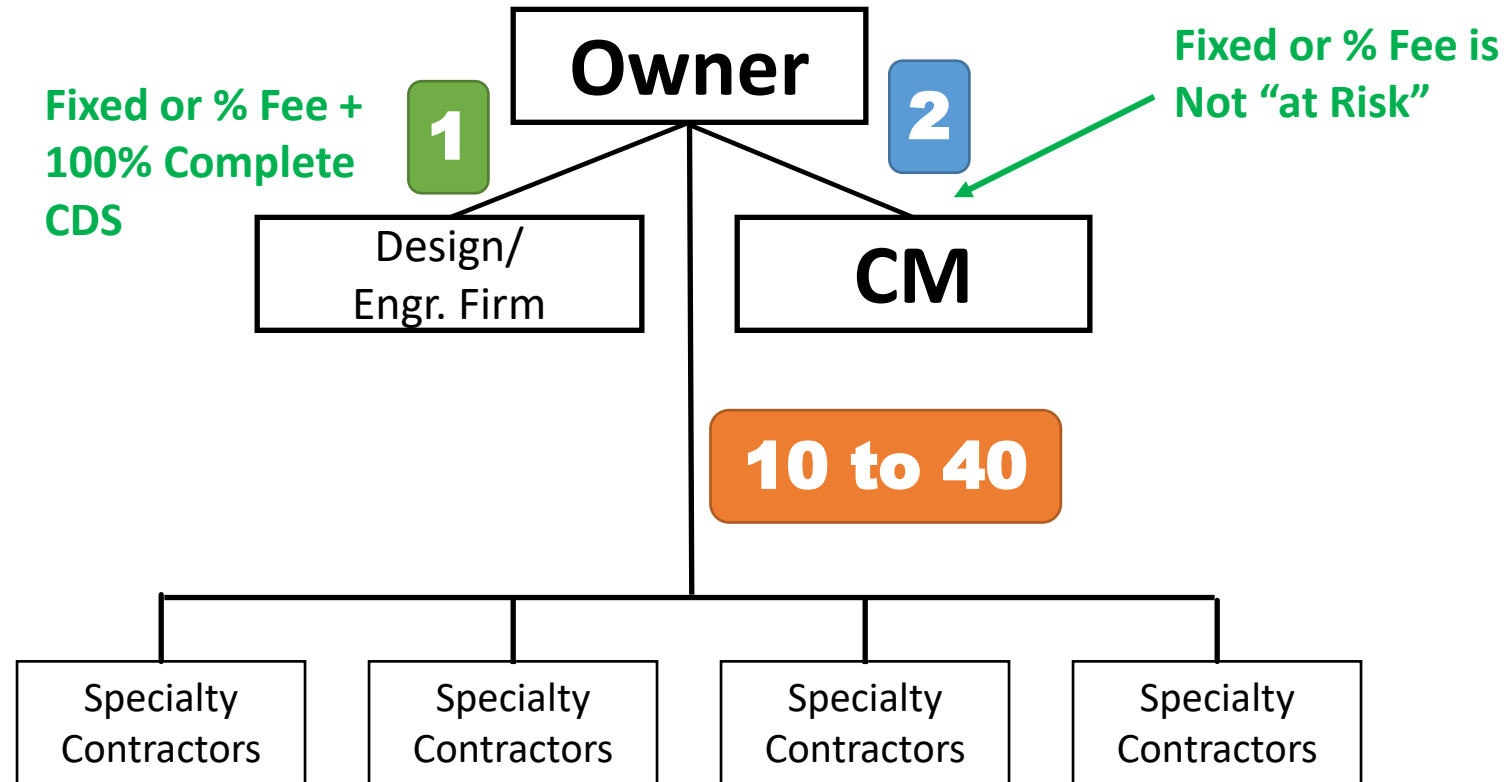 Owner
Fixed or % Fee is
Not “at Risk”
Fixed or % Fee +
100% Complete
CDS
1
2
Design/
Engr. Firm
CM
10 to 40
Specialty
Contractors
Specialty
Contractors
Specialty
Contractors
Specialty
Contractors